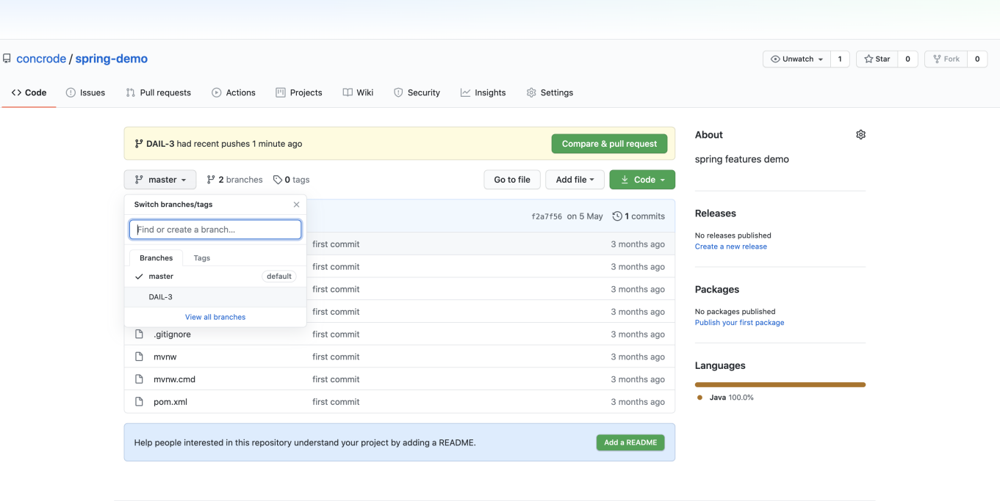 concrode / spring-demo
Unwatch 1 Star 0 Fork 0
Code Issues Pull requests Actions Projects Wiki Security Insights Settings
DAIL-3 had recent pushes 1 minute ago Compare & pull request
master 2 branches 0 tags Go to file Add file Code
Switch branches/tags
Find or create a branch...
Branches Tags
master default
DAIL-3
View all branches
f2a7f56 on 5 May 1 commits
first commit 3 months ago
first commit 3 months ago
first commit 3 months ago
first commit 3 months ago
.gitignore first commit 3 months ago
mvnw first commit 3 months ago
mvnw.cmd first commit 3 months ago
pom.xml first commit 3 months ago
Help people interested in this repository understand your project by adding a README. Add a README
About
spring features demo
Releases
No releases published
Create a new release
Packages
No packages published
Publish your first package
Languages
Java 100.0%